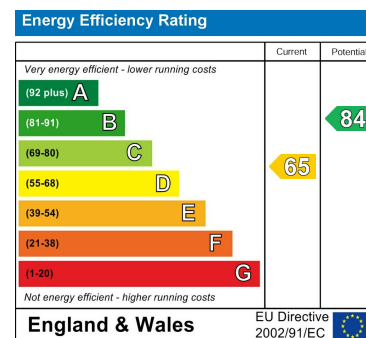 Energy Efficiency Rating
Current Potential
Very energy efficient - lower running costs
(92 plus) A
(81-91) B 84
(69-80) C
65
(55-68) D
(39-54) E
(21-38) F
(1-20) G
Not energy efficient - higher running costs
England & Wales
EU Directive
2002/91/EC